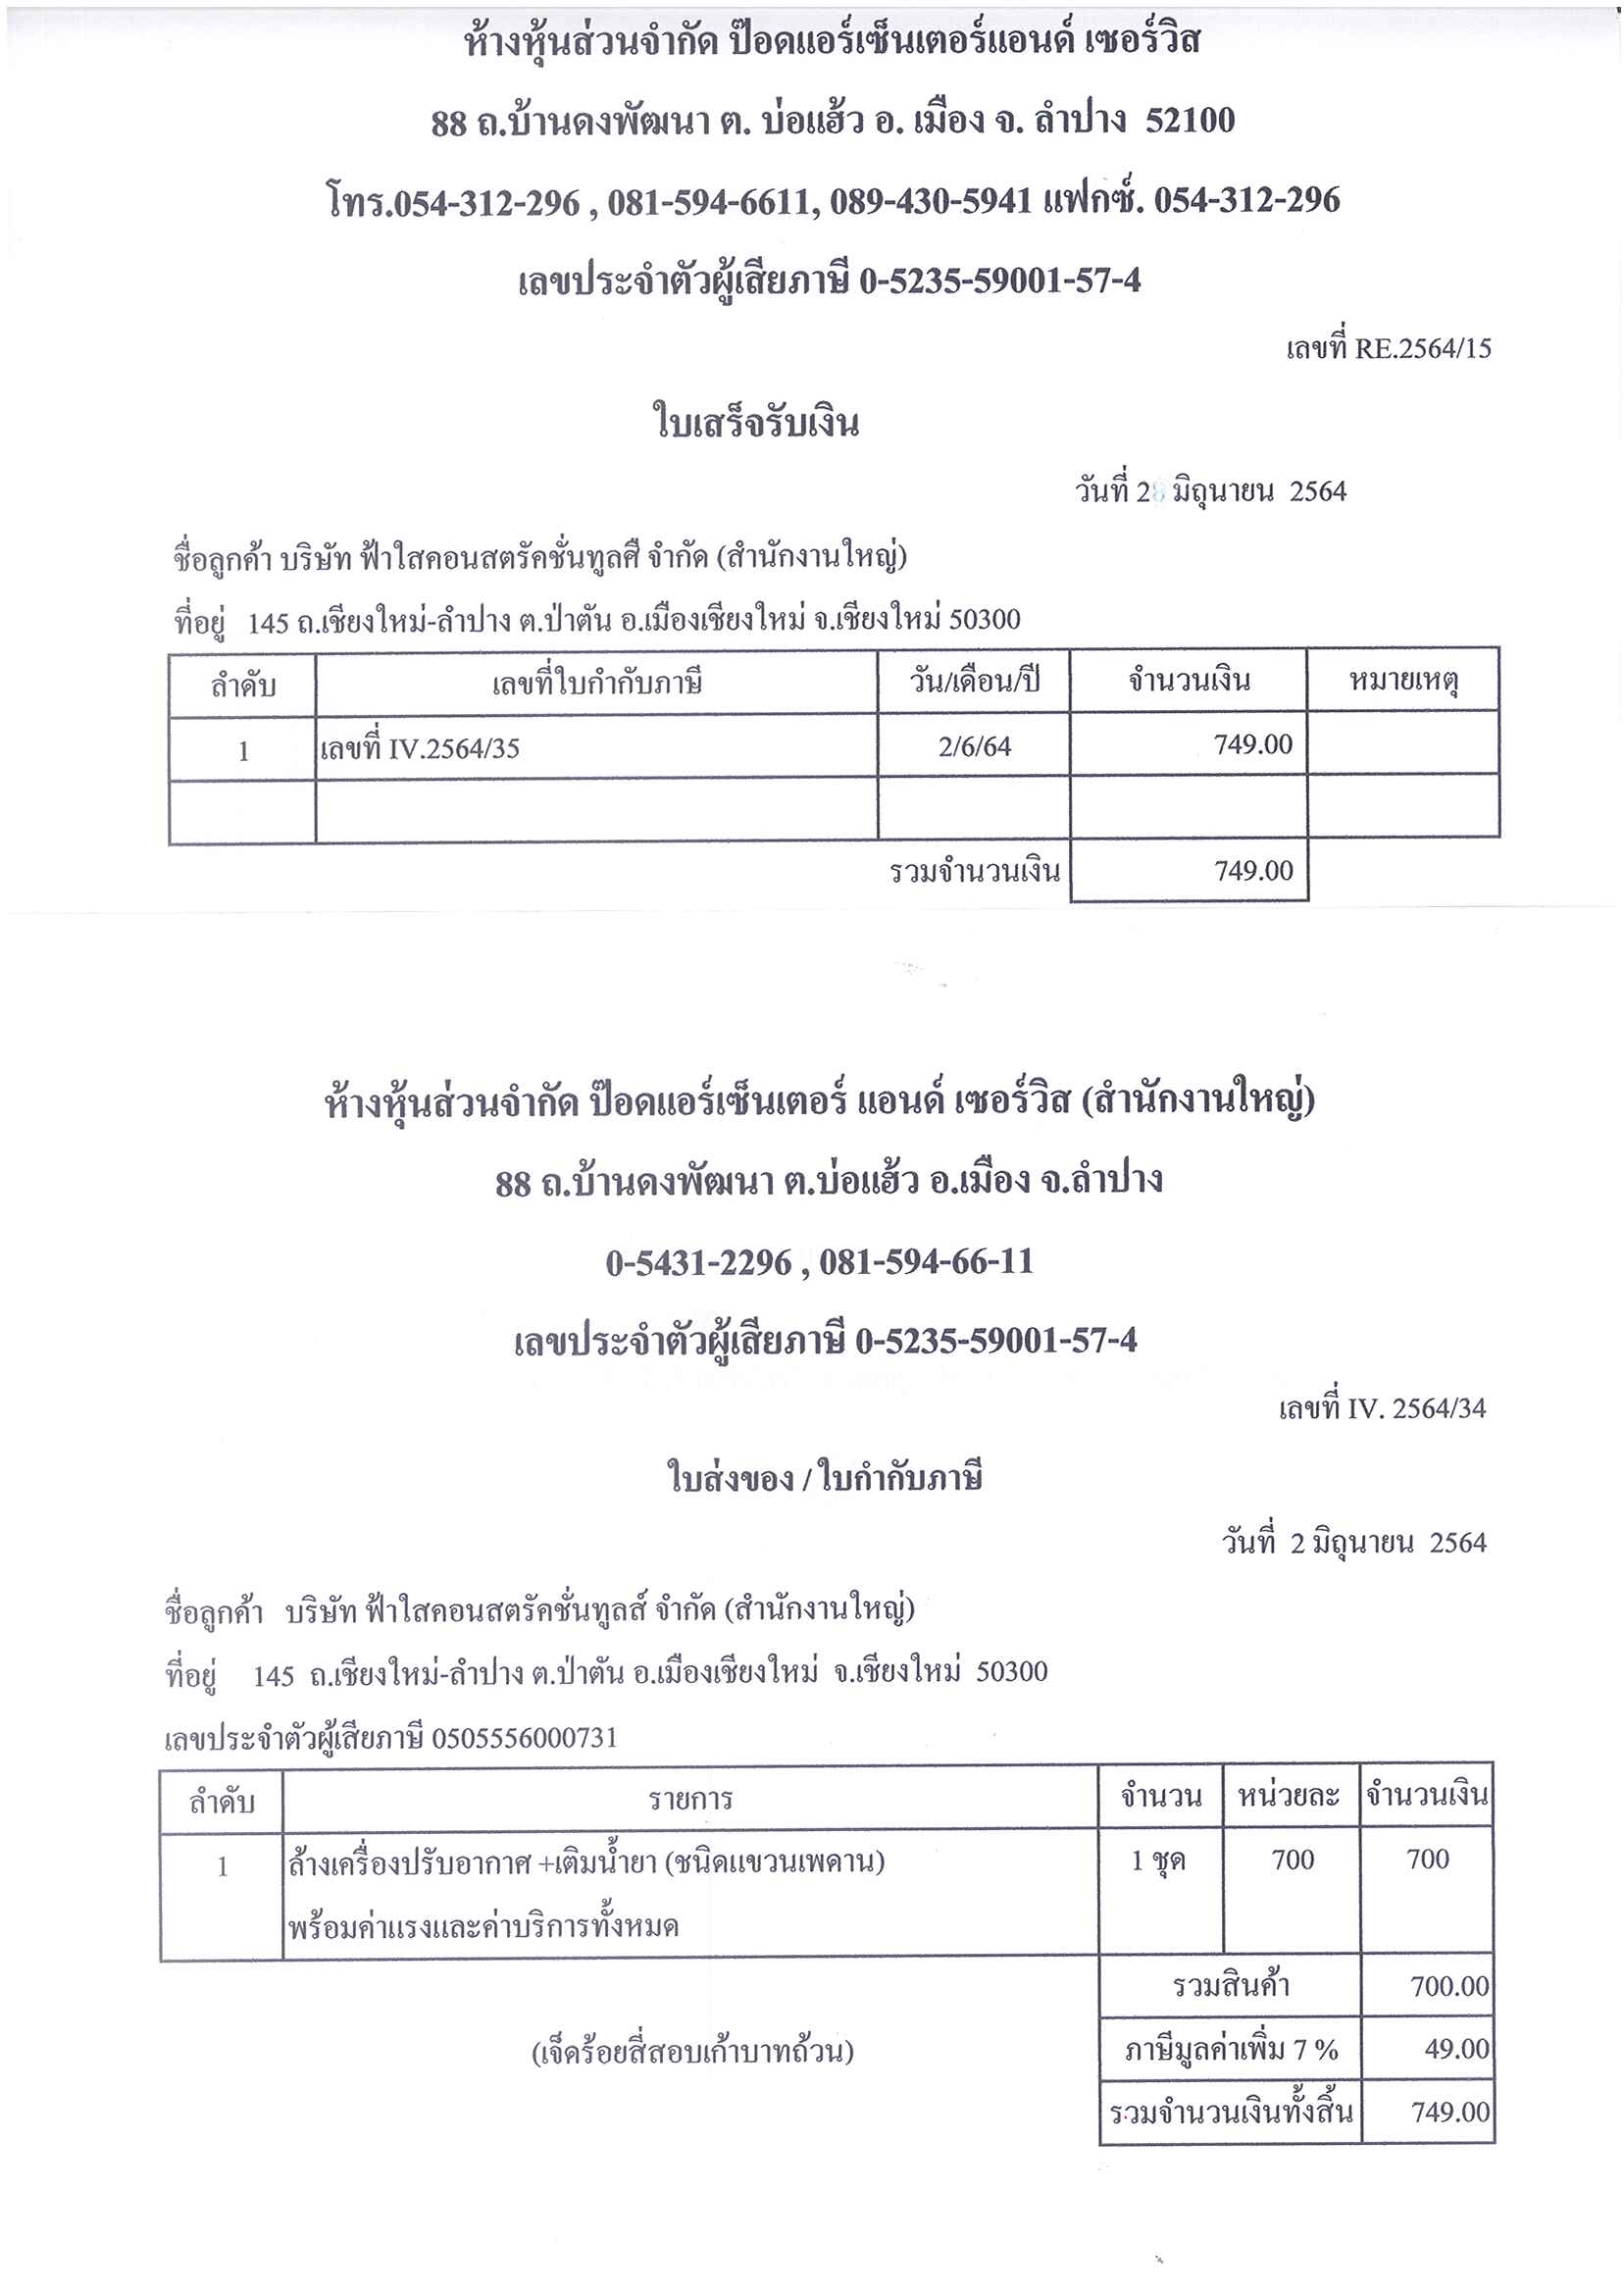 ห้างหุ้นส่วนจำกัด ป๊อดแอร์เซ็นเตอร์แอนด์ เซอร์วิส
88 ถ.บ้านดงพัฒนา ต. บ่อแฮ้ว อ. เมือง จ. ลำปาง 52100
โทร.054-312-296 , 081-594-6611, 089-430-5941 แฟกซ์. 054-312-296
เลขประจำตัวผู้เสียภาษี 0-5235-59001-57-4
เลขที่ RE.2564/15
ใบเสร็จรับเงิน
วันที่ 28 มิถุนายน 2564
ชื่อลูกค้า บริษัท ฟ้าใสคอนสตรัคชั่นทูลศื จำกัด (สำนักงานใหญ่)
ที่อยู่ 145 ถ.เชียงใหม่-ลำปาง ต.ป่าตัน อ.เมืองเชียงใหม่ จ.เชียงใหม่ 50300
ลำดับ เลขที่ใบกำกับภาษี วัน/เดือน/ปี จำนวนเงิน หมายเหตุ
1 เลขที่ IV.2564/35 2/6/64 749.00
รวมจำนวนเงิน 749.00
ห้างหุ้นส่วนจำกัด ป๊อดแอร์เซ็นเตอร์ แอนด์ เซอร์วิส (สำนักงานใหญ่)
88 ถ.บ้านดงพัฒนา ต.บ่อแฮ้ว อ.เมือง จ.ลำปาง
0-5431-2296 , 081-594-66-11
เลขประจำตัวผู้เสียภาษี 0-5235-59001-57-4
เลขที่ IV. 2564/34
ใบส่งของ / ใบกำกับภาษี
วันที่ 2 มิถุนายน 2564
ชื่อลูกค้า บริษัท ฟ้าใสคอนสตรัคชั่นทูลส์ จำกัด (สำนักงานใหญ่)
ที่อยู่ 145 ถ.เชียงใหม่-ลำปาง ต.ป่าตัน อ.เมืองเชียงใหม่ จ.เชียงใหม่ 50300
เลขประจำตัวผู้เสียภาษี 0505556000731
ลำดับ รายการ จำนวน หน่วยละ จำนวนเงิน
1 ล้างเครื่องปรับอากาศ +เติมน้ำยา (ชนิดแขวนเพดาน) 1 ชุด 700 700
พร้อมค่าแรงและค่าบริการทั้งหมด
รวมสินค้า 700.00
(เจ็ดร้อยสี่สอบเก้าบาทถ้วน) ภาษีมูลค่าเพิ่ม 7 % 49.00
รวมจำนวนเงินทั้งสิ้น 749.00